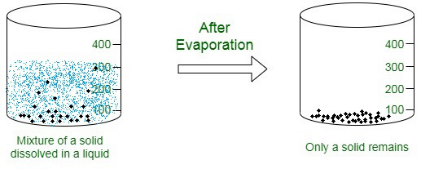 After
Evaporation
400
300
200
100
400
300
200
100
Mixture of a solid
dissolved in a liquid
Only a solid remains